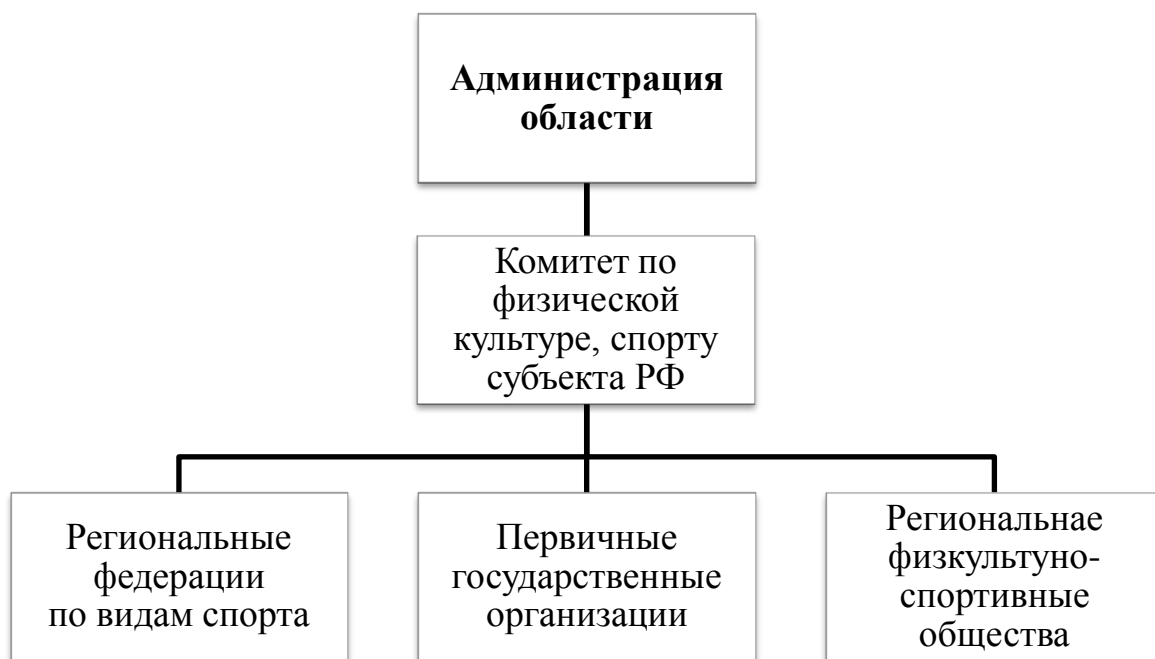 Администрация
области
Комитет по
физической
культуре, спорту
субъекта РФ
Региональные
федерации
по видам спорта
Первичные
государственные
организации
Региональнае
физкультуно-
спортивные
общества